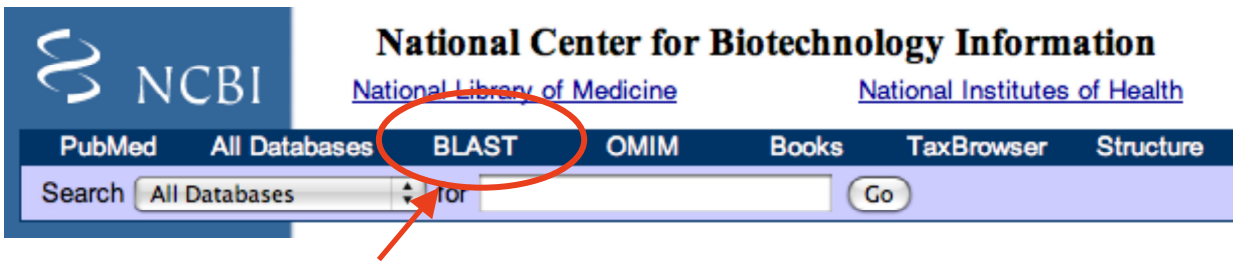 NCBI
National Center for Biotechnology Information
National Library of Medicine National Institutes of Health
PubMed All Databases BLAST OMIM Books TaxBrowser Structure
Search All Databases for Go